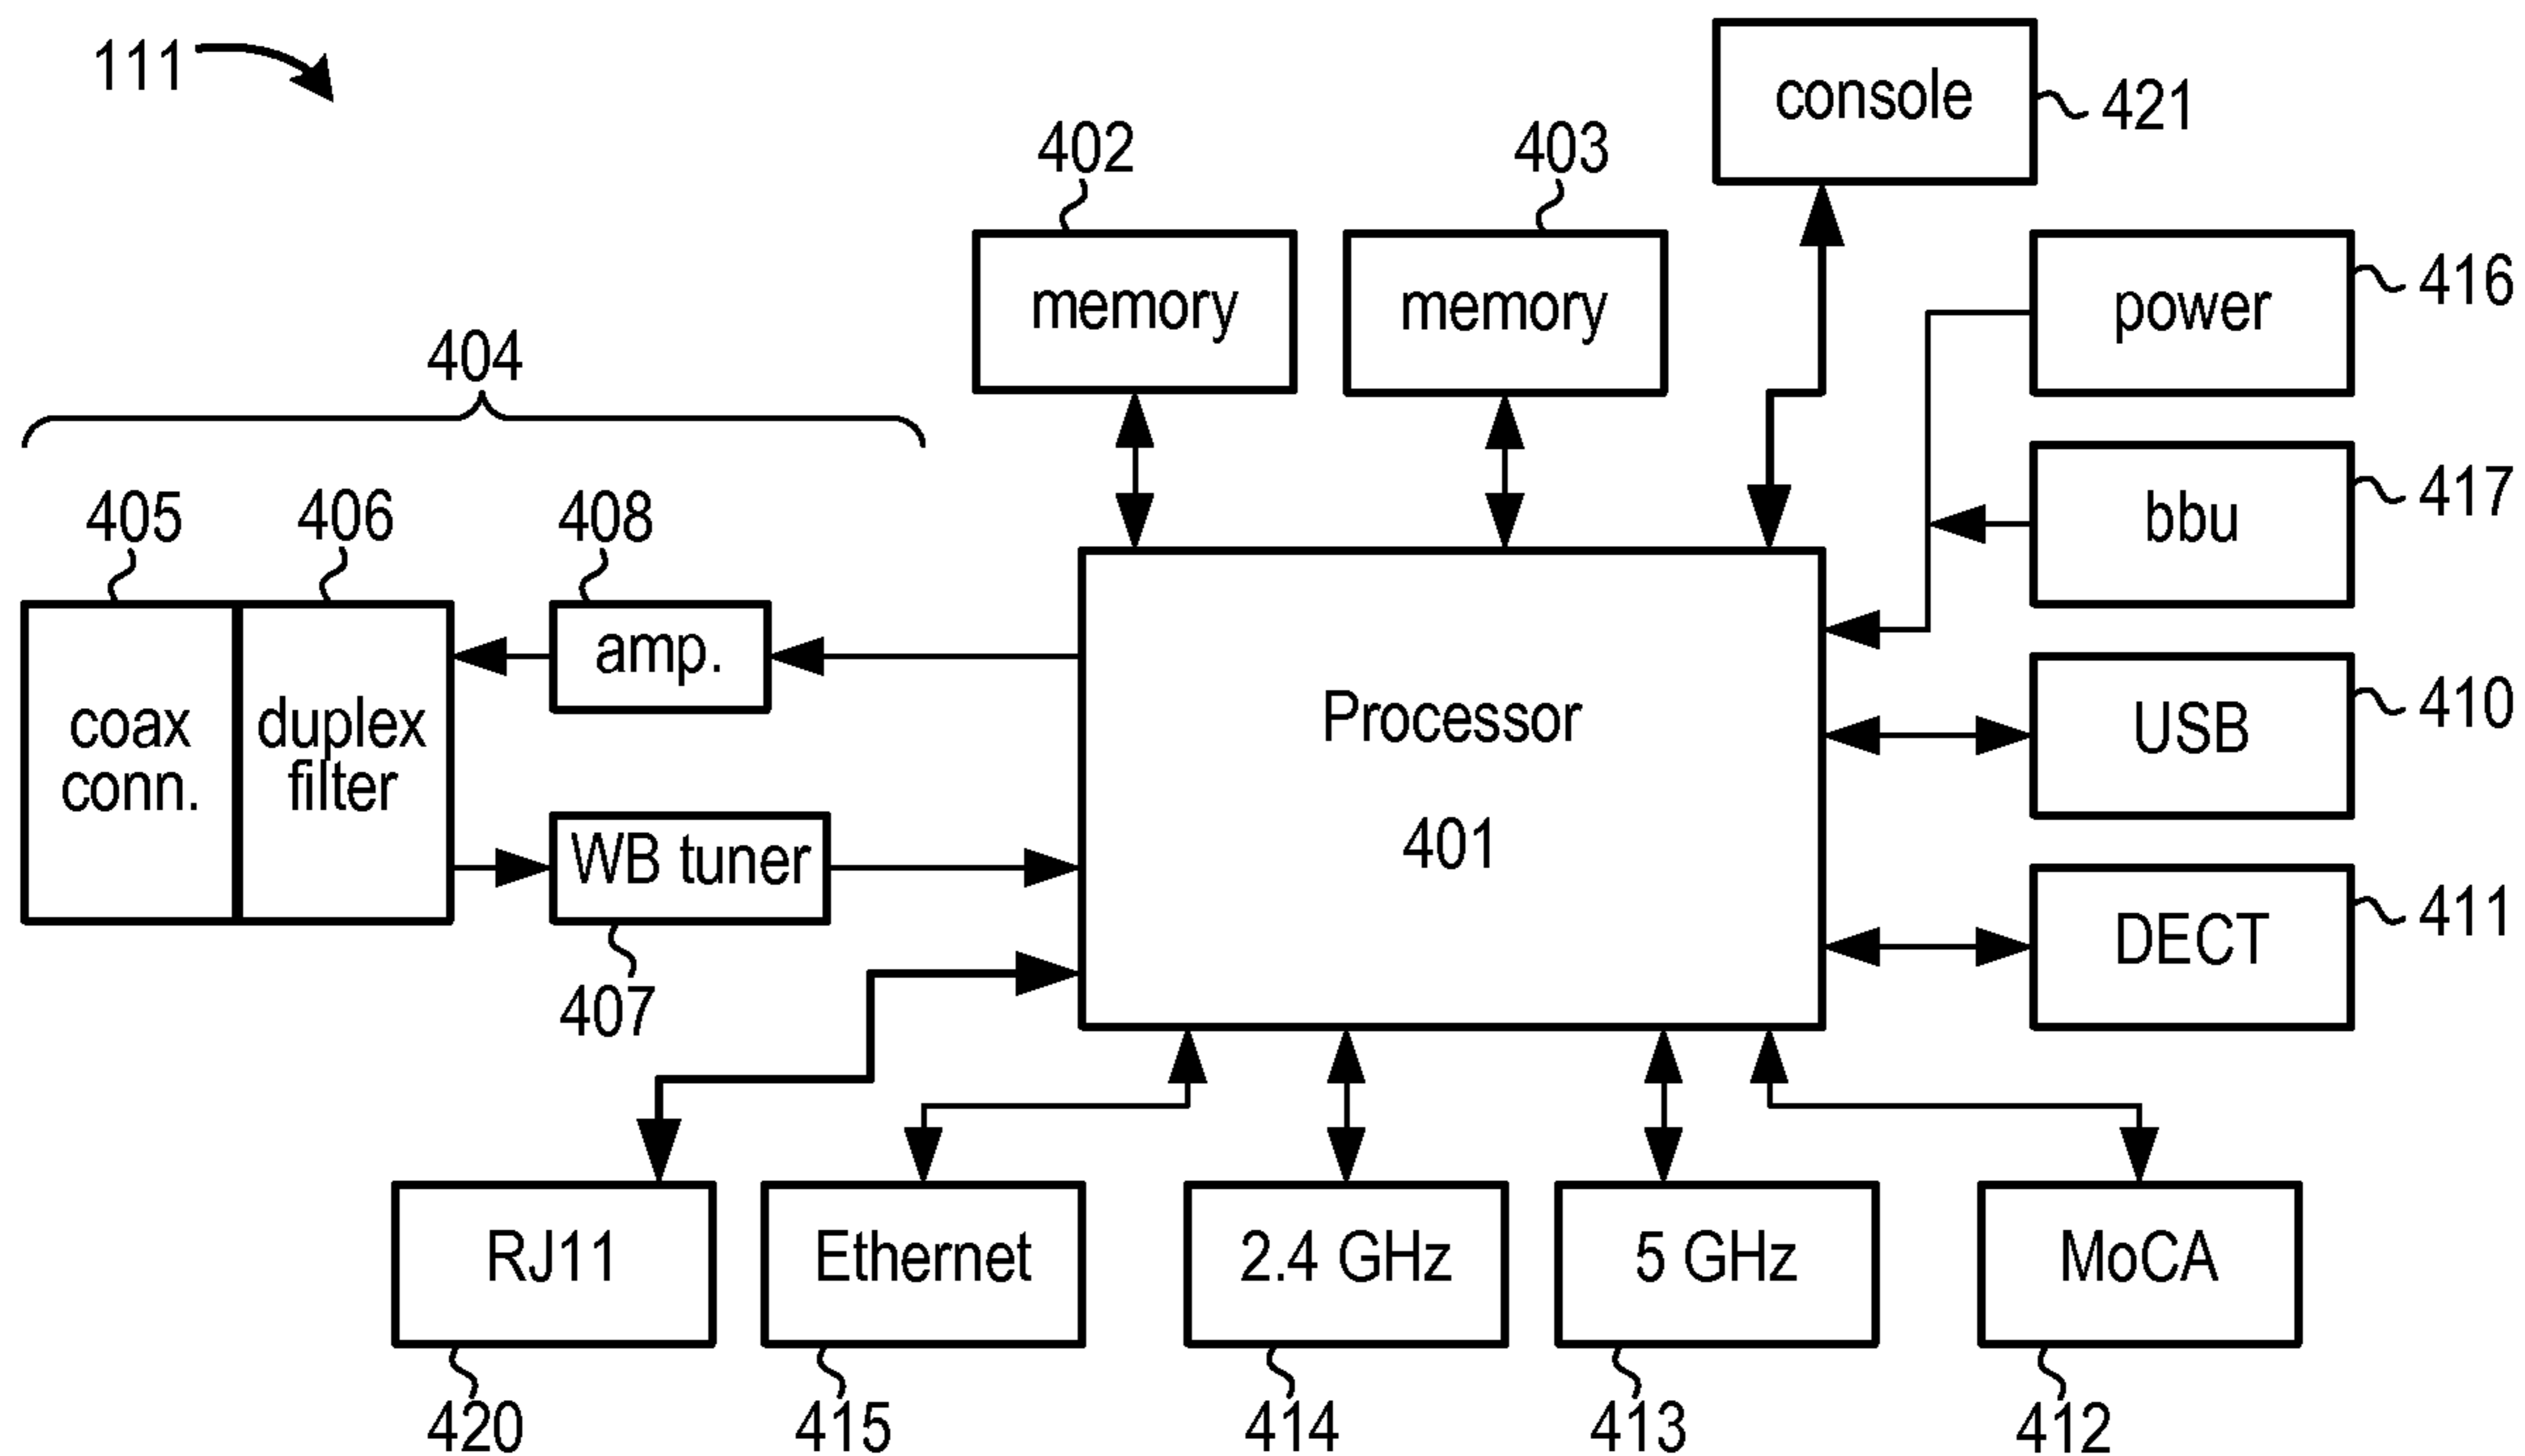 111
console
421
402
403
memory
memory
power
416
404
bbu
417
405
406
408
coax
conn.
duplex
filter
amp.
Processor
401
USB
410
WB tuner
407
DECT
411
RJ11
Ethernet
2.4 GHz
5 GHz
MoCA
420
415
414
413
412